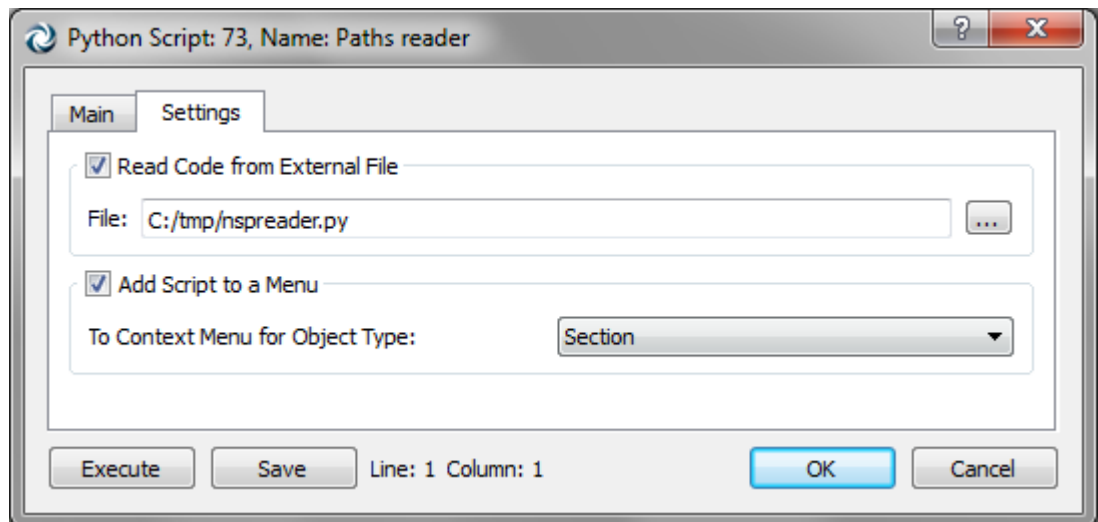 Python Script: 73, Name: Paths reader
?
Main Settings
Read Code from External File
File: C:/tmp/nspreader.py ...
Add Script to a Menu
To Context Menu for Object Type: Section
Execute Save Line: 1 Column: 1 OK Cancel